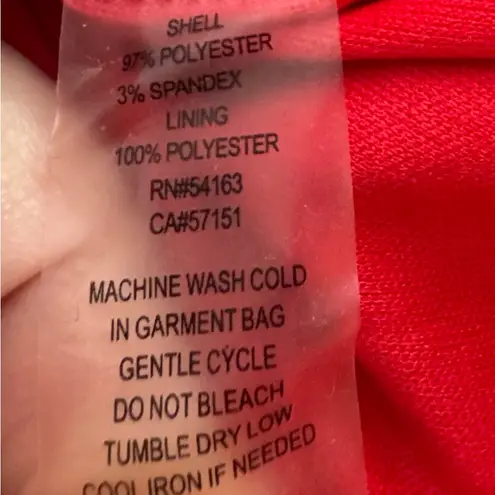 SHELL
97% POLYESTER
3% SPANDEX
LINING
100% POLYESTER
RN#54163
CA#57151
MACHINE WASH COLD
IN GARMENT BAG
GENTLE CYCLE
DO NOT BLEACH
TUMBLE DRY LOW
COOL IRON IF NEEDED